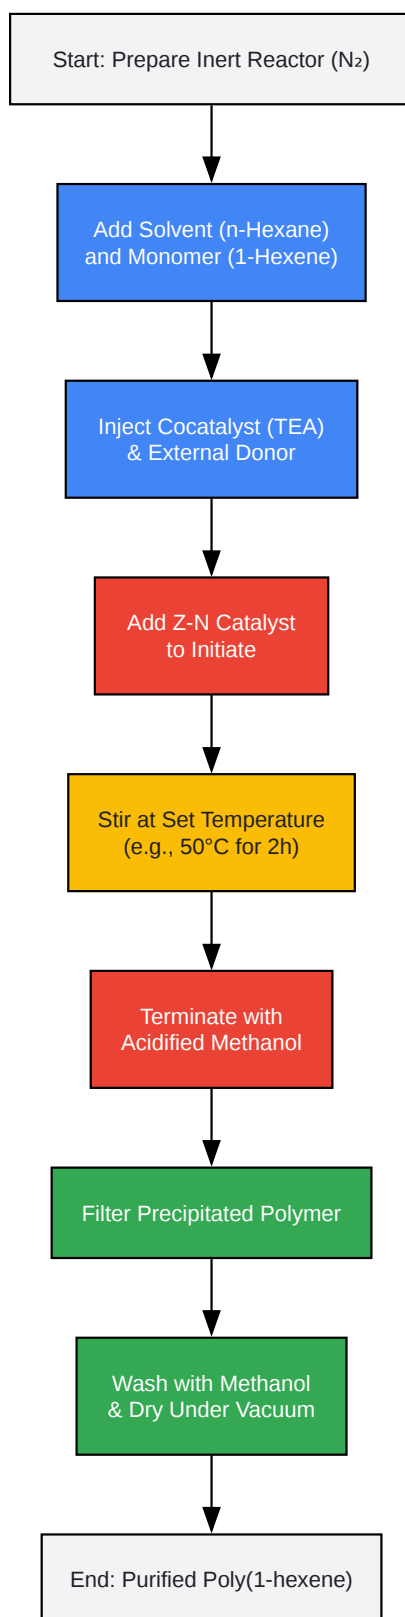 Start: Prepare Inert Reactor (N₂)
Add Solvent (n-Hexane)
and Monomer (1-Hexene)
Inject Cocatalyst (TEA)
& External Donor
Add Z-N Catalyst
to Initiate
Stir at Set Temperature
(e.g., 50°C for 2h)
Terminate with
Acidified Methanol
Filter Precipitated Polymer
Wash with Methanol
& Dry Under Vacuum
End: Purified Poly(1-hexene)